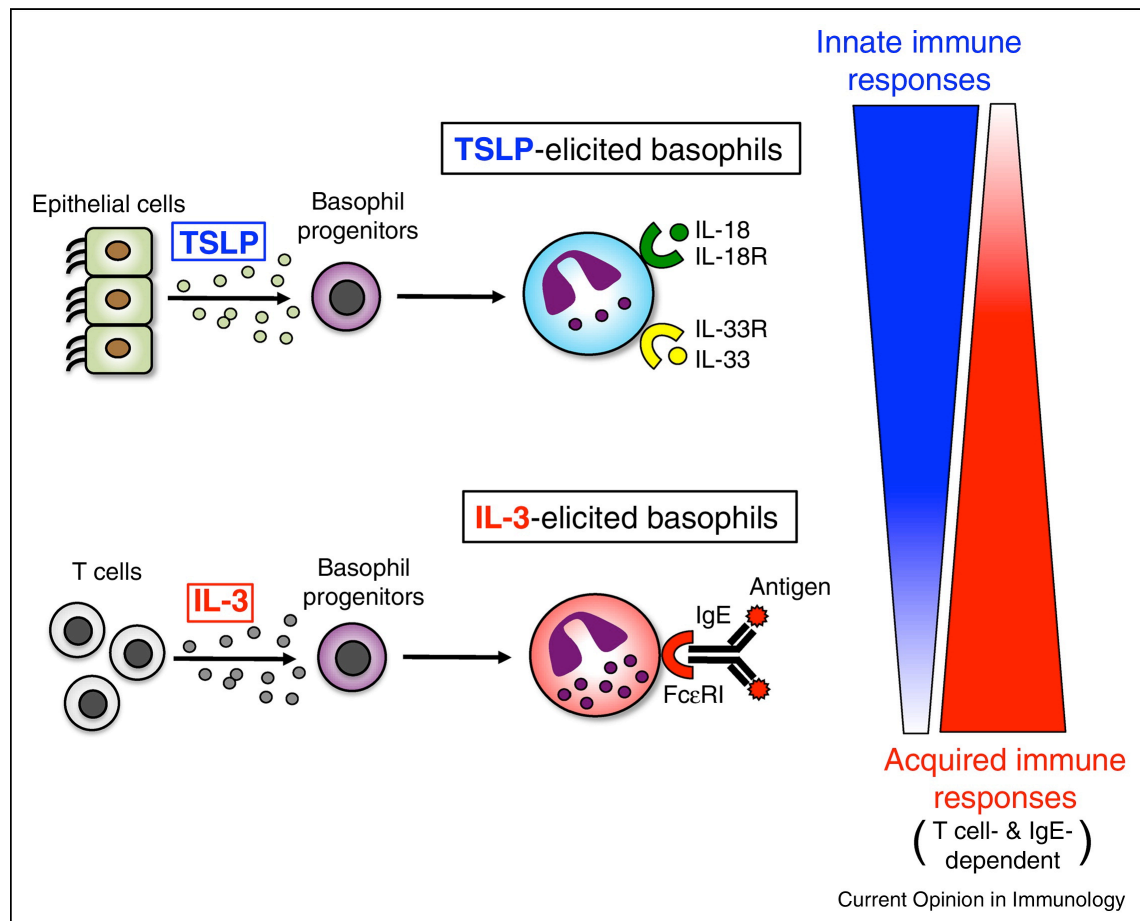 Innate immune
responses
TSLP-elicited basophils
Epithelial cells
TSLP
Basophil
progenitors
IL-18
IL-18R
IL-33R
IL-33
IL-3-elicited basophils
T cells
IL-3
Basophil
progenitors
Antigen
IgE
FcεRI
Acquired immune
responses
( T cell- & IgE-
dependent )
Current Opinion in Immunology